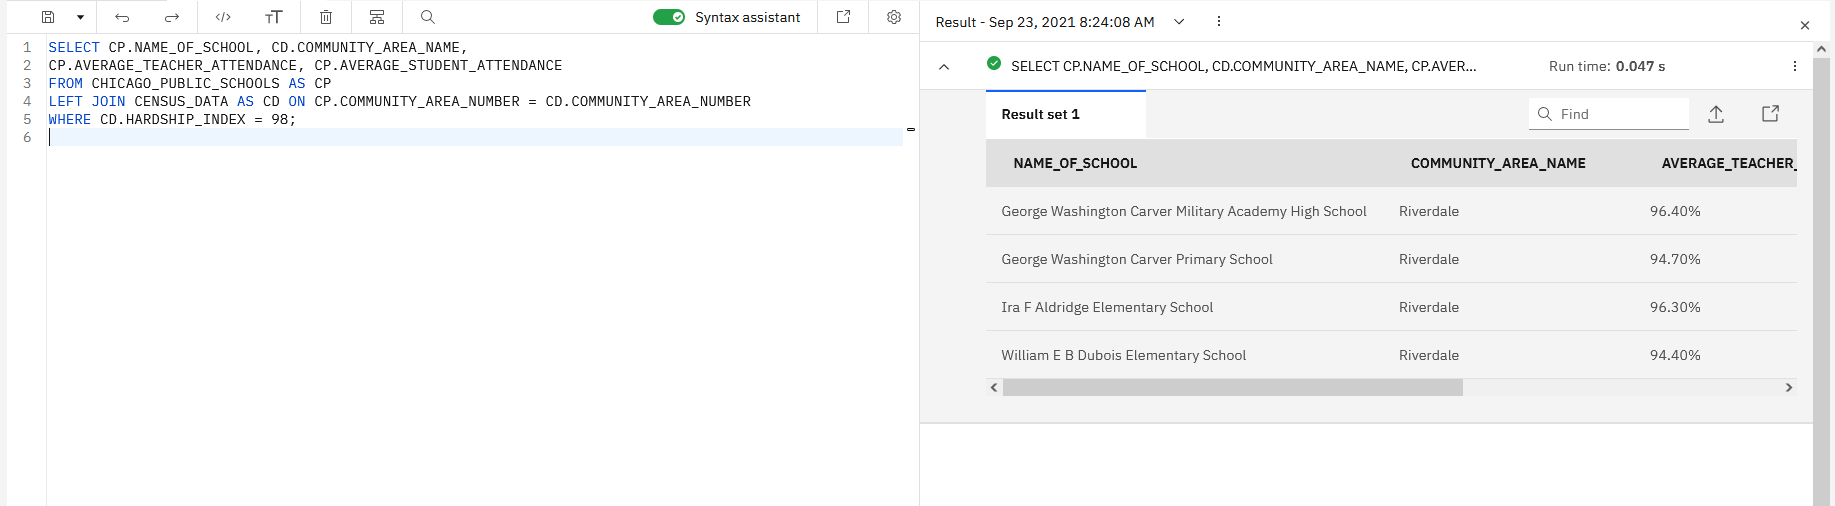 </> тT Syntax assistant
1 SELECT CP.NAME_OF_SCHOOL, CD.COMMUNITY_AREA_NAME,
2 CP.AVERAGE_TEACHER_ATTENDANCE, CP.AVERAGE_STUDENT_ATTENDANCE
3 FROM CHICAGO_PUBLIC_SCHOOLS AS CP
4 LEFT JOIN CENSUS_DATA AS CD ON CP.COMMUNITY_AREA_NUMBER = CD.COMMUNITY_AREA_NUMBER
5 WHERE CD.HARDSHIP_INDEX = 98;
6
Result - Sep 23, 2021 8:24:08 AM
SELECT CP.NAME_OF_SCHOOL, CD.COMMUNITY_AREA_NAME, CP.AVER... Run time: 0.047 s
Result set 1 Find
NAME_OF_SCHOOL COMMUNITY_AREA_NAME AVERAGE_TEACHER_
George Washington Carver Military Academy High School Riverdale 96.40%
George Washington Carver Primary School Riverdale 94.70%
Ira F Aldridge Elementary School Riverdale 96.30%
William E B Dubois Elementary School Riverdale 94.40%